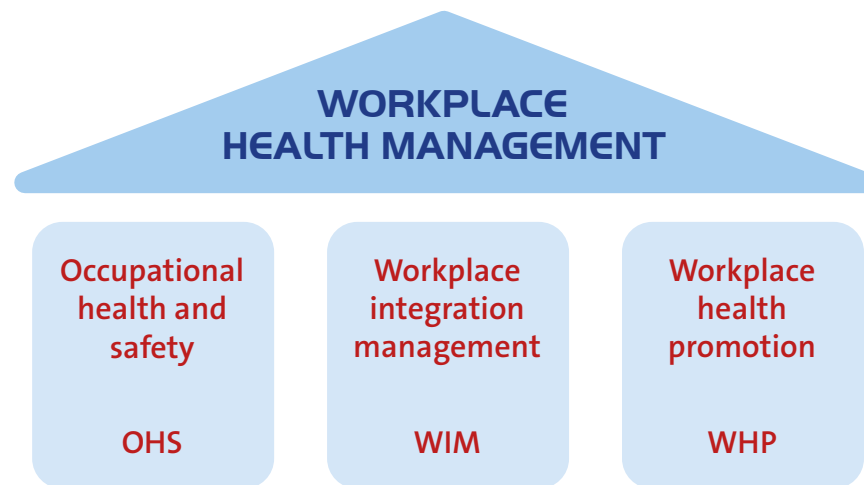 WORKPLACE
HEALTH MANAGEMENT
Occupational
health and
safety
OHS
Workplace
integration
management
WIM
Workplace
health
promotion
WHP